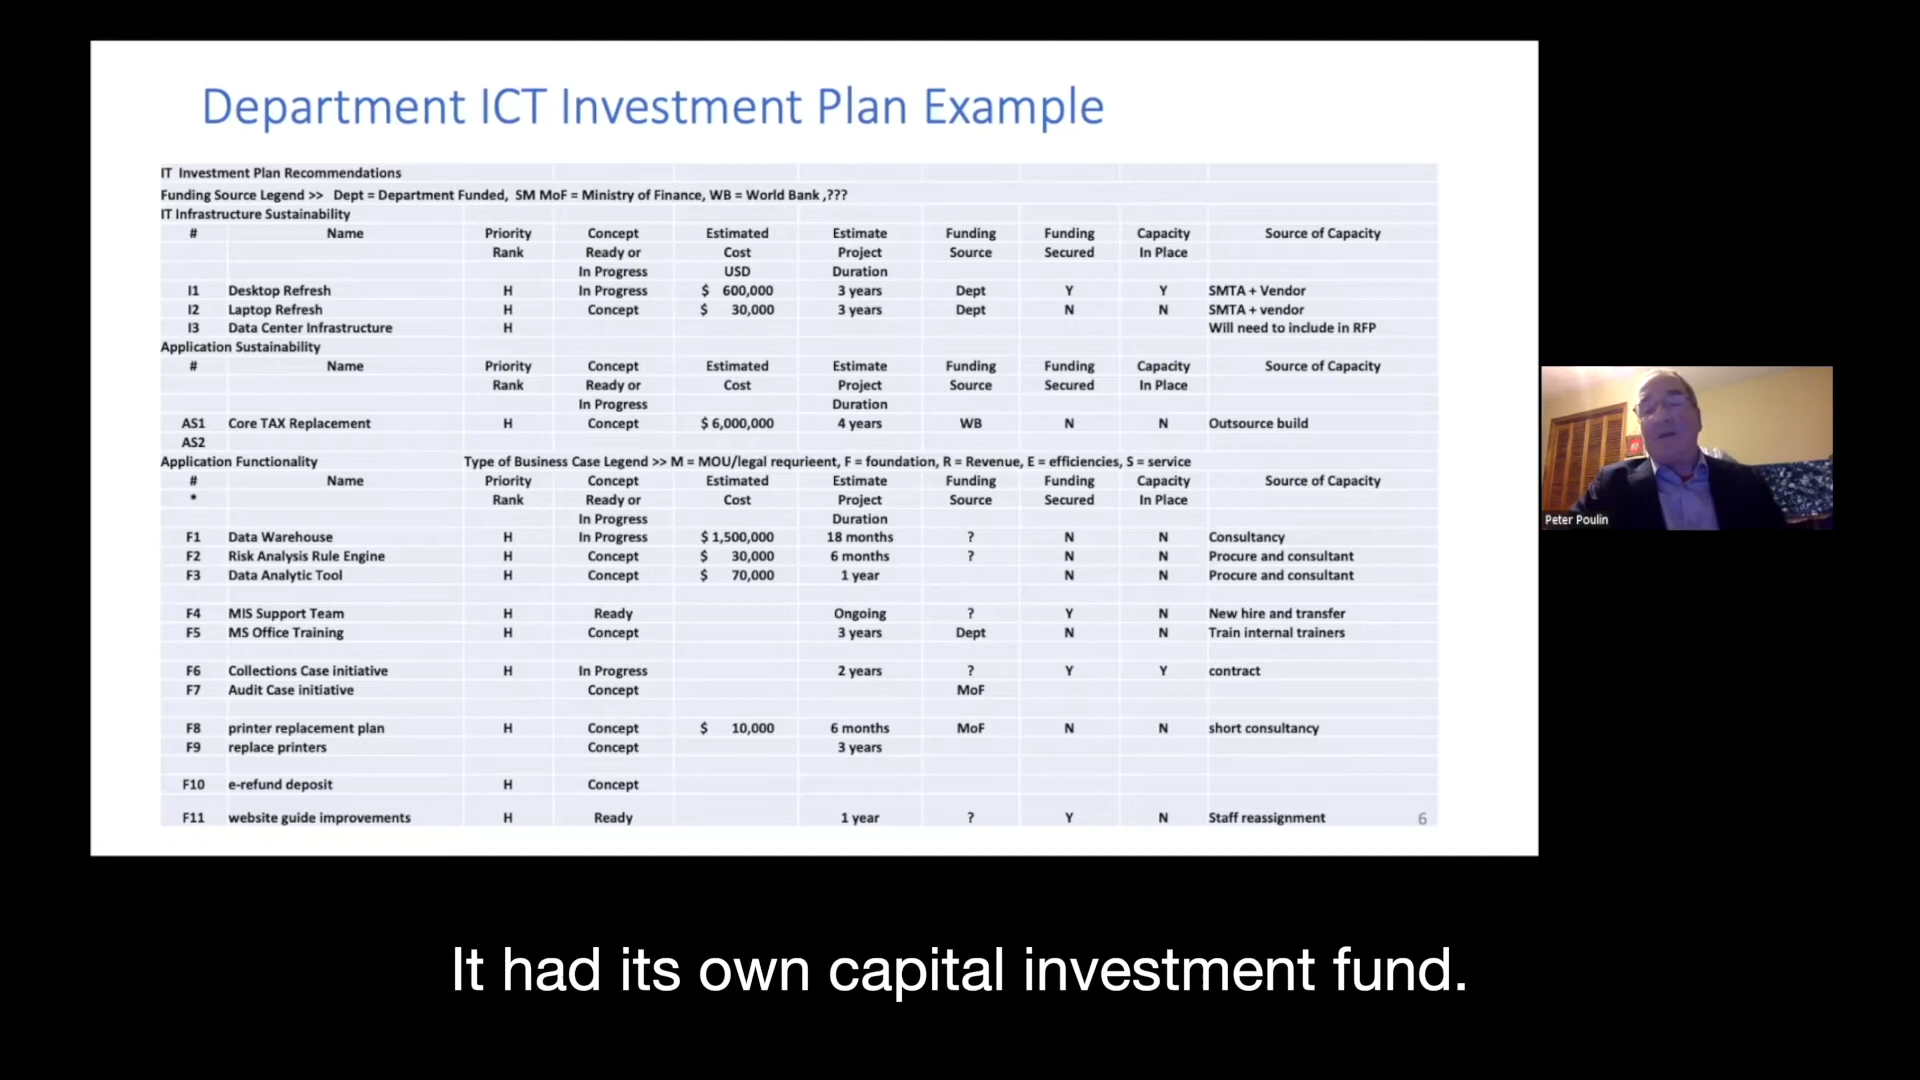 Department ICT Investment Plan Example
IT Investment Plan Recommendations
Funding Source Legend >> Dept = Department Funded, SM MoF = Ministry of Finance, WB = World Bank ,???
IT Infrastructure Sustainability
# Name Priority Concept Estimated Estimate Funding Funding Capacity Source of Capacity
Rank Ready or Cost Project Source Secured In Place
In Progress USD Duration
I1 Desktop Refresh H In Progress $ 600,000 3 years Dept Y Y SMTA + Vendor
I2 Laptop Refresh H Concept $ 30,000 3 years Dept N N SMTA + vendor
I3 Data Center Infrastructure H Will need to include in RFP
Application Sustainability
# Name Priority Concept Estimated Estimate Funding Funding Capacity Source of Capacity
Rank Ready or Cost Project Source Secured In Place
In Progress Duration
AS1 Core TAX Replacement H Concept $ 6,000,000 4 years WB N N Outsource build
AS2
Application Functionality Type of Business Case Legend >> M = MOU/legal requrieent, F = foundation, R = Revenue, E = efficiencies, S = service
# Name Priority Concept Estimated Estimate Funding Funding Capacity Source of Capacity
* Rank Ready or Cost Project Source Secured In Place
In Progress Duration
F1 Data Warehouse H In Progress $ 1,500,000 18 months ? N N Consultancy
F2 Risk Analysis Rule Engine H Concept $ 30,000 6 months ? N N Procure and consultant
F3 Data Analytic Tool H Concept $ 70,000 1 year N N Procure and consultant
F4 MIS Support Team H Ready Ongoing ? Y N New hire and transfer
F5 MS Office Training H Concept 3 years Dept N N Train internal trainers
F6 Collections Case initiative H In Progress 2 years ? Y Y contract
F7 Audit Case initiative Concept MoF
F8 printer replacement plan H Concept $ 10,000 6 months MoF N N short consultancy
F9 replace printers Concept 3 years
F10 e-refund deposit H Concept
F11 website guide improvements H Ready 1 year ? Y N Staff reassignment
6
Peter Poulin
It had its own capital investment fund.